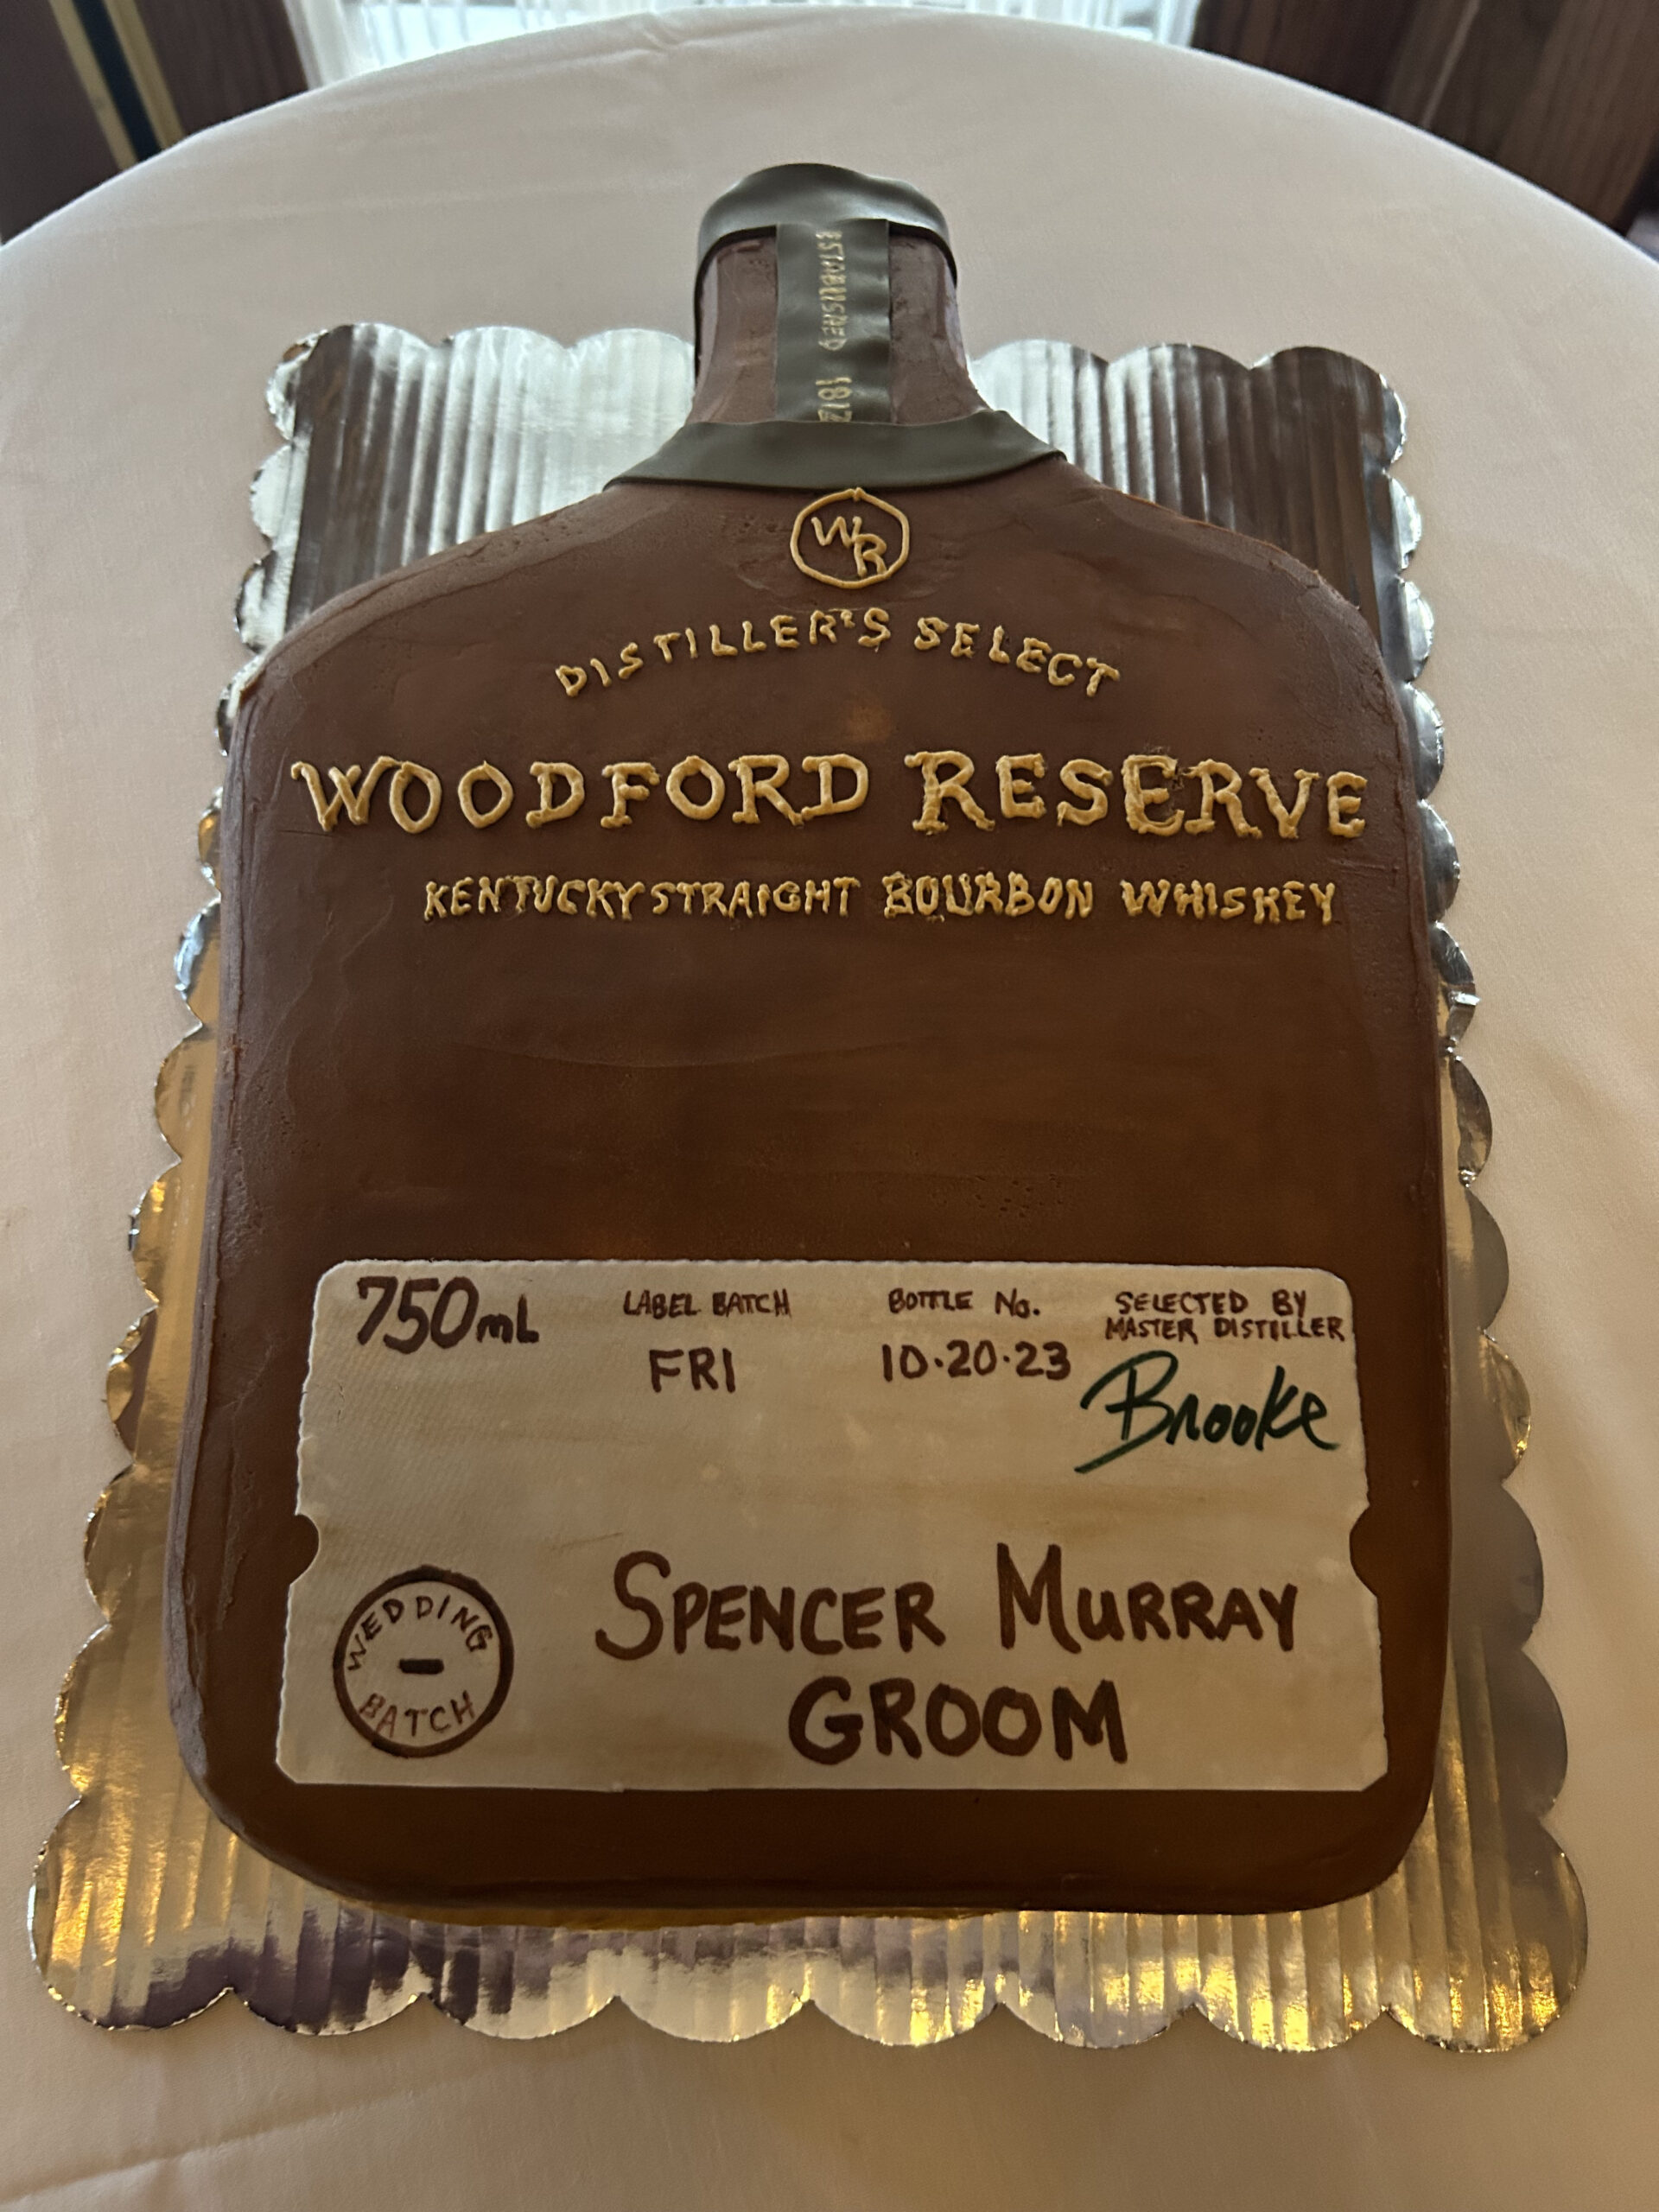 ESTABLISHED 1812
WR
DISTILLER'S SELECT
WOODFORD RESERVE
KENTUCKY STRAIGHT BOURBON WHISKEY
750mL
LABEL BATCH
FRI
BOTTLE No.
10·20·23
SELECTED BY
MASTER DISTILLER
Brooke
WEDDING
-
BATCH
SPENCER MURRAY
GROOM